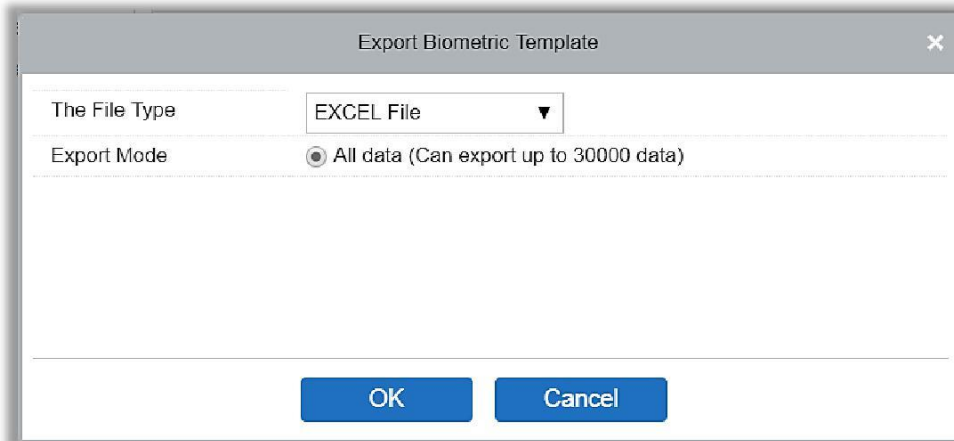 Export Biometric Template
The File Type EXCEL File
Export Mode All data (Can export up to 30000 data)
OK Cancel